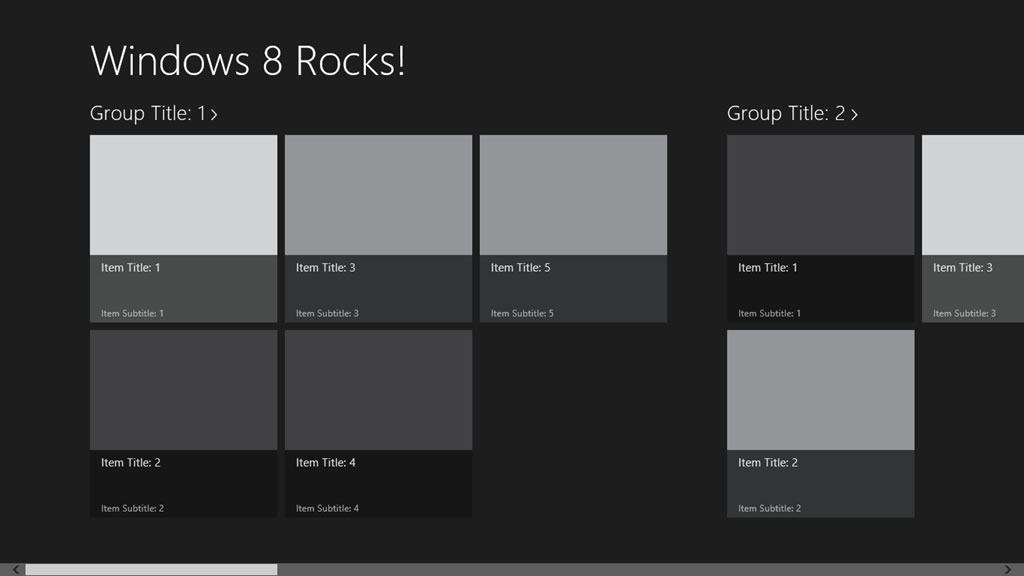 Windows 8 Rocks!
Group Title: 1 ›
Item Title: 1
Item Subtitle: 1
Item Title: 3
Item Subtitle: 3
Item Title: 5
Item Subtitle: 5
Item Title: 2
Item Subtitle: 2
Item Title: 4
Item Subtitle: 4
Group Title: 2 ›
Item Title: 1
Item Subtitle: 1
Item Title: 3
Item Subtitle: 3
Item Title: 2
Item Subtitle: 2